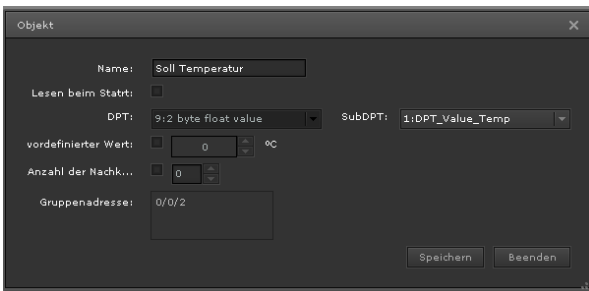 Objekt
Name: Soll Temperatur
Lesen beim Statrt:
DPT: 9:2 byte float value SubDPT: 1:DPT_Value_Temp
vordefinierter Wert: 0 ºC
Anzahl der Nachk... 0
Gruppenadresse: 0/0/2
Speichern Beenden